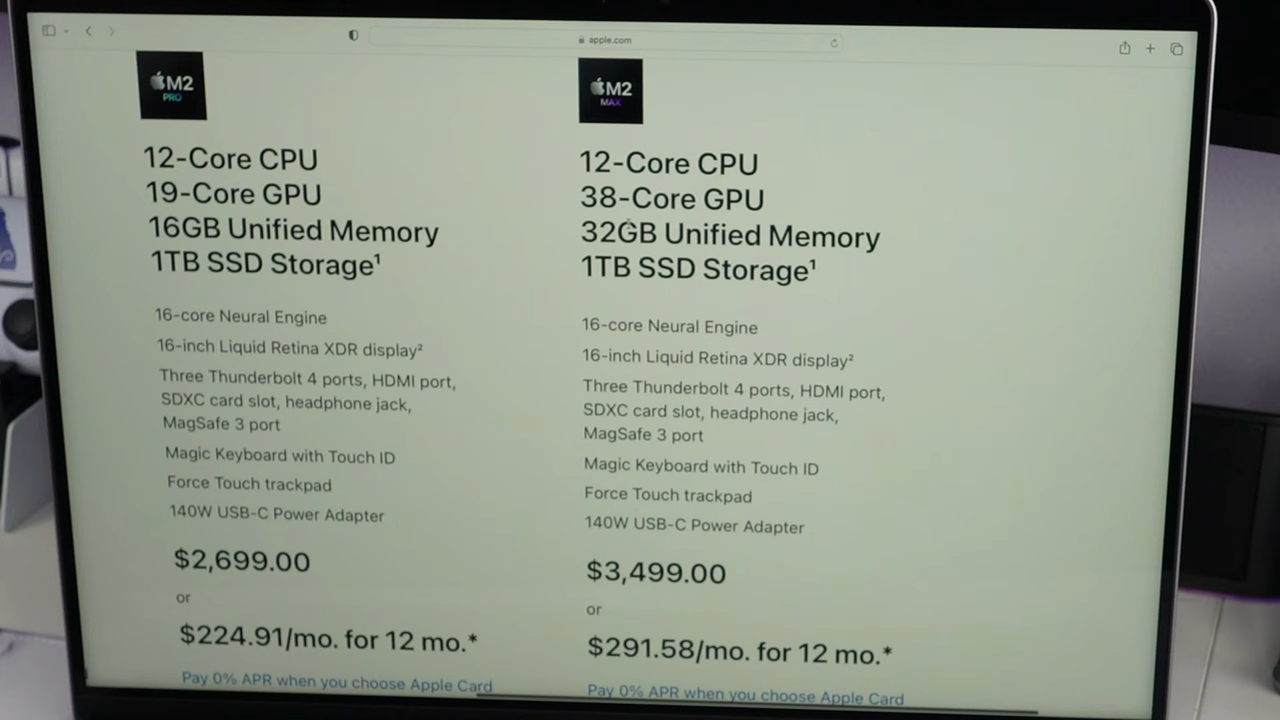 apple.com
M2
PRO
12-Core CPU
19-Core GPU
16GB Unified Memory
1TB SSD Storage¹
16-core Neural Engine
16-inch Liquid Retina XDR display²
Three Thunderbolt 4 ports, HDMI port,
SDXC card slot, headphone jack,
MagSafe 3 port
Magic Keyboard with Touch ID
Force Touch trackpad
140W USB-C Power Adapter
$2,699.00
or
$224.91/mo. for 12 mo.*
Pay 0% APR when you choose Apple Card
M2
MAX
12-Core CPU
38-Core GPU
32GB Unified Memory
1TB SSD Storage¹
16-core Neural Engine
16-inch Liquid Retina XDR display²
Three Thunderbolt 4 ports, HDMI port,
SDXC card slot, headphone jack,
MagSafe 3 port
Magic Keyboard with Touch ID
Force Touch trackpad
140W USB-C Power Adapter
$3,499.00
or
$291.58/mo. for 12 mo.*
Pay 0% APR when you choose Apple Card